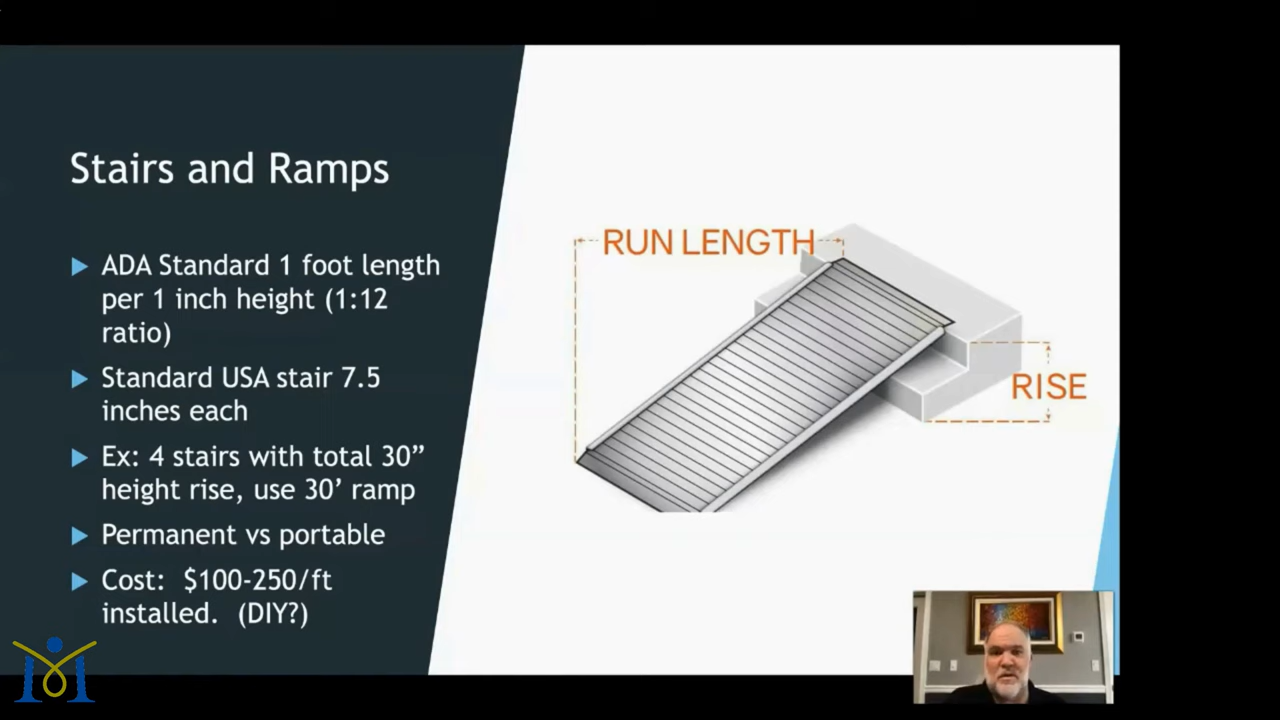 Stairs and Ramps
ADA Standard 1 foot length
per 1 inch height (1:12
ratio)
Standard USA stair 7.5
inches each
Ex: 4 stairs with total 30”
height rise, use 30’ ramp
Permanent vs portable
Cost:  $100-250/ft
installed.  (DIY?)
RUN LENGTH
RISE